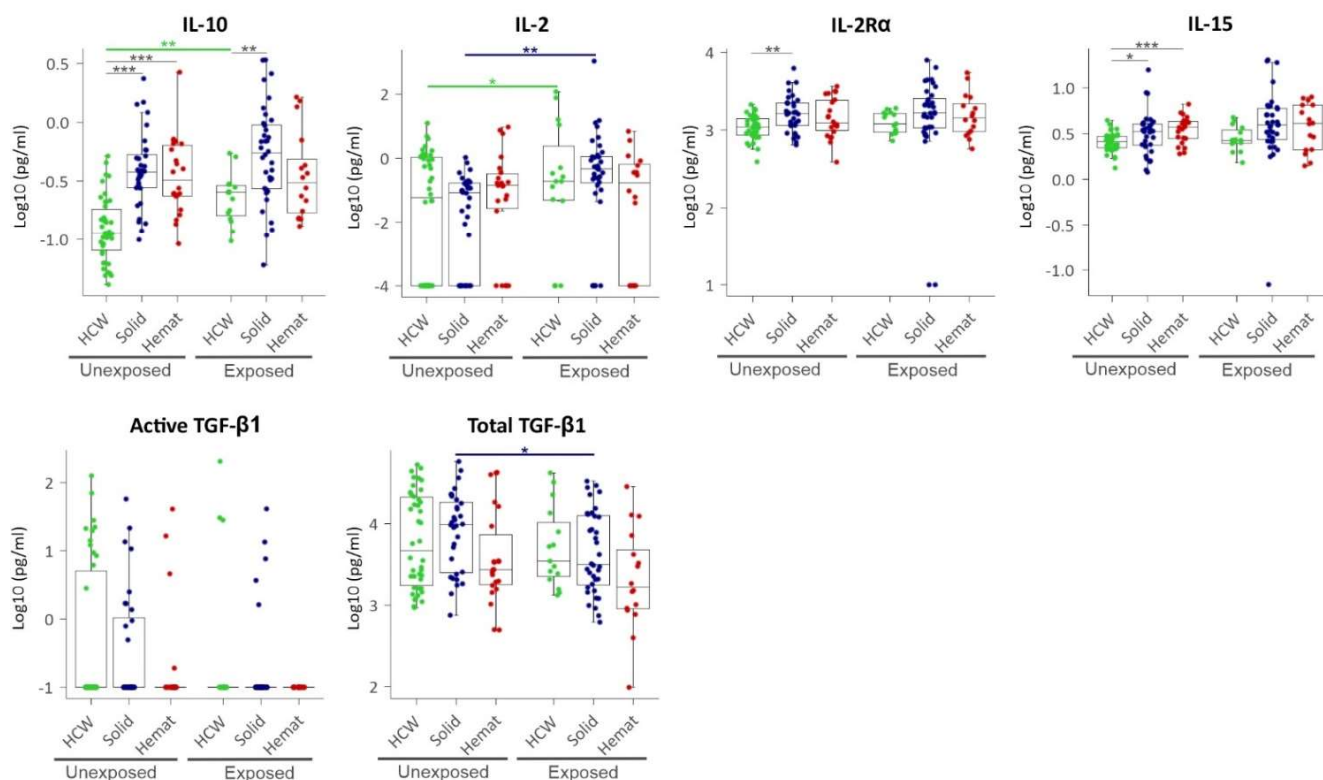 IL-10
** 
**
***
***
Log10 (pg/ml)
0.5
0.0
-0.5
-1.0
HCW Solid Hemat HCW Solid Hemat
Unexposed Exposed
IL-2
**
*
Log10 (pg/ml)
2
0
-2
-4
HCW Solid Hemat HCW Solid Hemat
Unexposed Exposed
IL-2Rα
**
Log10 (pg/ml)
4
3
2
1
HCW Solid Hemat HCW Solid Hemat
Unexposed Exposed
IL-15
***
*
Log10 (pg/ml)
1.0
0.5
0.0
0.5
-1.0
HCW Solid Hemat HCW Solid Hemat
Unexposed Exposed
Active TGF-β1
Log10 (pg/ml)
2
1
0
-1
HCW Solid Hemat HCW Solid Hemat
Unexposed Exposed
Total TGF-β1
*
Log10 (pg/ml)
4
3
2
HCW Solid Hemat HCW Solid Hemat
Unexposed Exposed